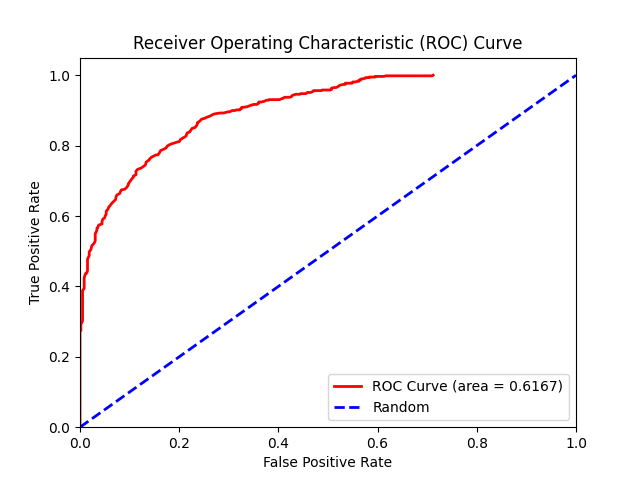 Receiver Operating Characteristic (ROC) Curve
1.0
0.8
0.6
0.4
0.2
0.0
True Positive Rate
ROC Curve (area = 0.6167)
Random
0.0 0.2 0.4 0.6 0.8 1.0
False Positive Rate